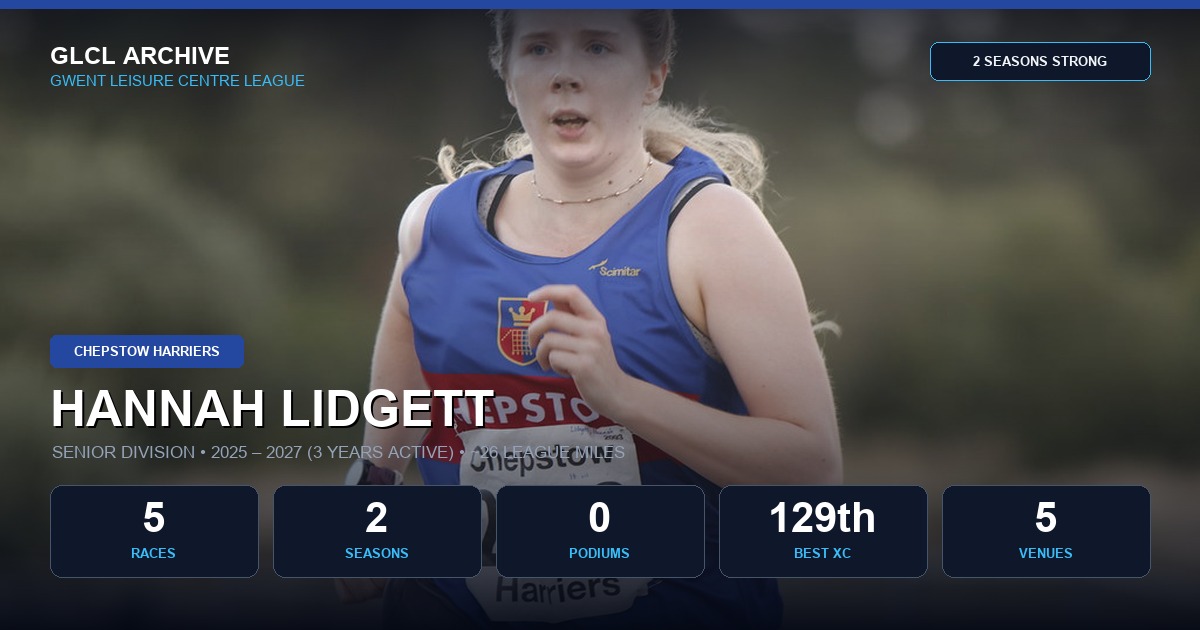 GLCL ARCHIVE
GWENT LEISURE CENTRE LEAGUE
2 SEASONS STRONG
Scimitar
CHEPSTOW HARRIERS
HANNAH LIDGETT
HEPSTO
SENIOR DIVISION • 2025 – 2027 (3 YEARS ACTIVE) • ~26 LEAGUE MILES
Chepstow
5
RACES
2
SEASONS
0
PODIUMS
129th
BEST XC
5
VENUES
Harriers